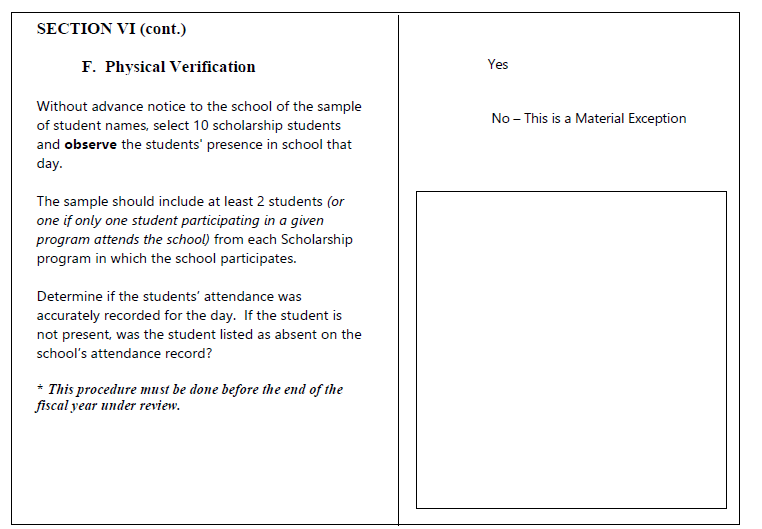 SECTION VI (cont.)
F. Physical Verification
Without advance notice to the school of the sample
of student names, select 10 scholarship students
and observe the students' presence in school that
day.
The sample should include at least 2 students (or
one if only one student participating in a given
program attends the school) from each Scholarship
program in which the school participates.
Determine if the students’ attendance was
accurately recorded for the day. If the student is
not present, was the student listed as absent on the
school’s attendance record?
* This procedure must be done before the end of the
fiscal year under review.
Yes
No – This is a Material Exception